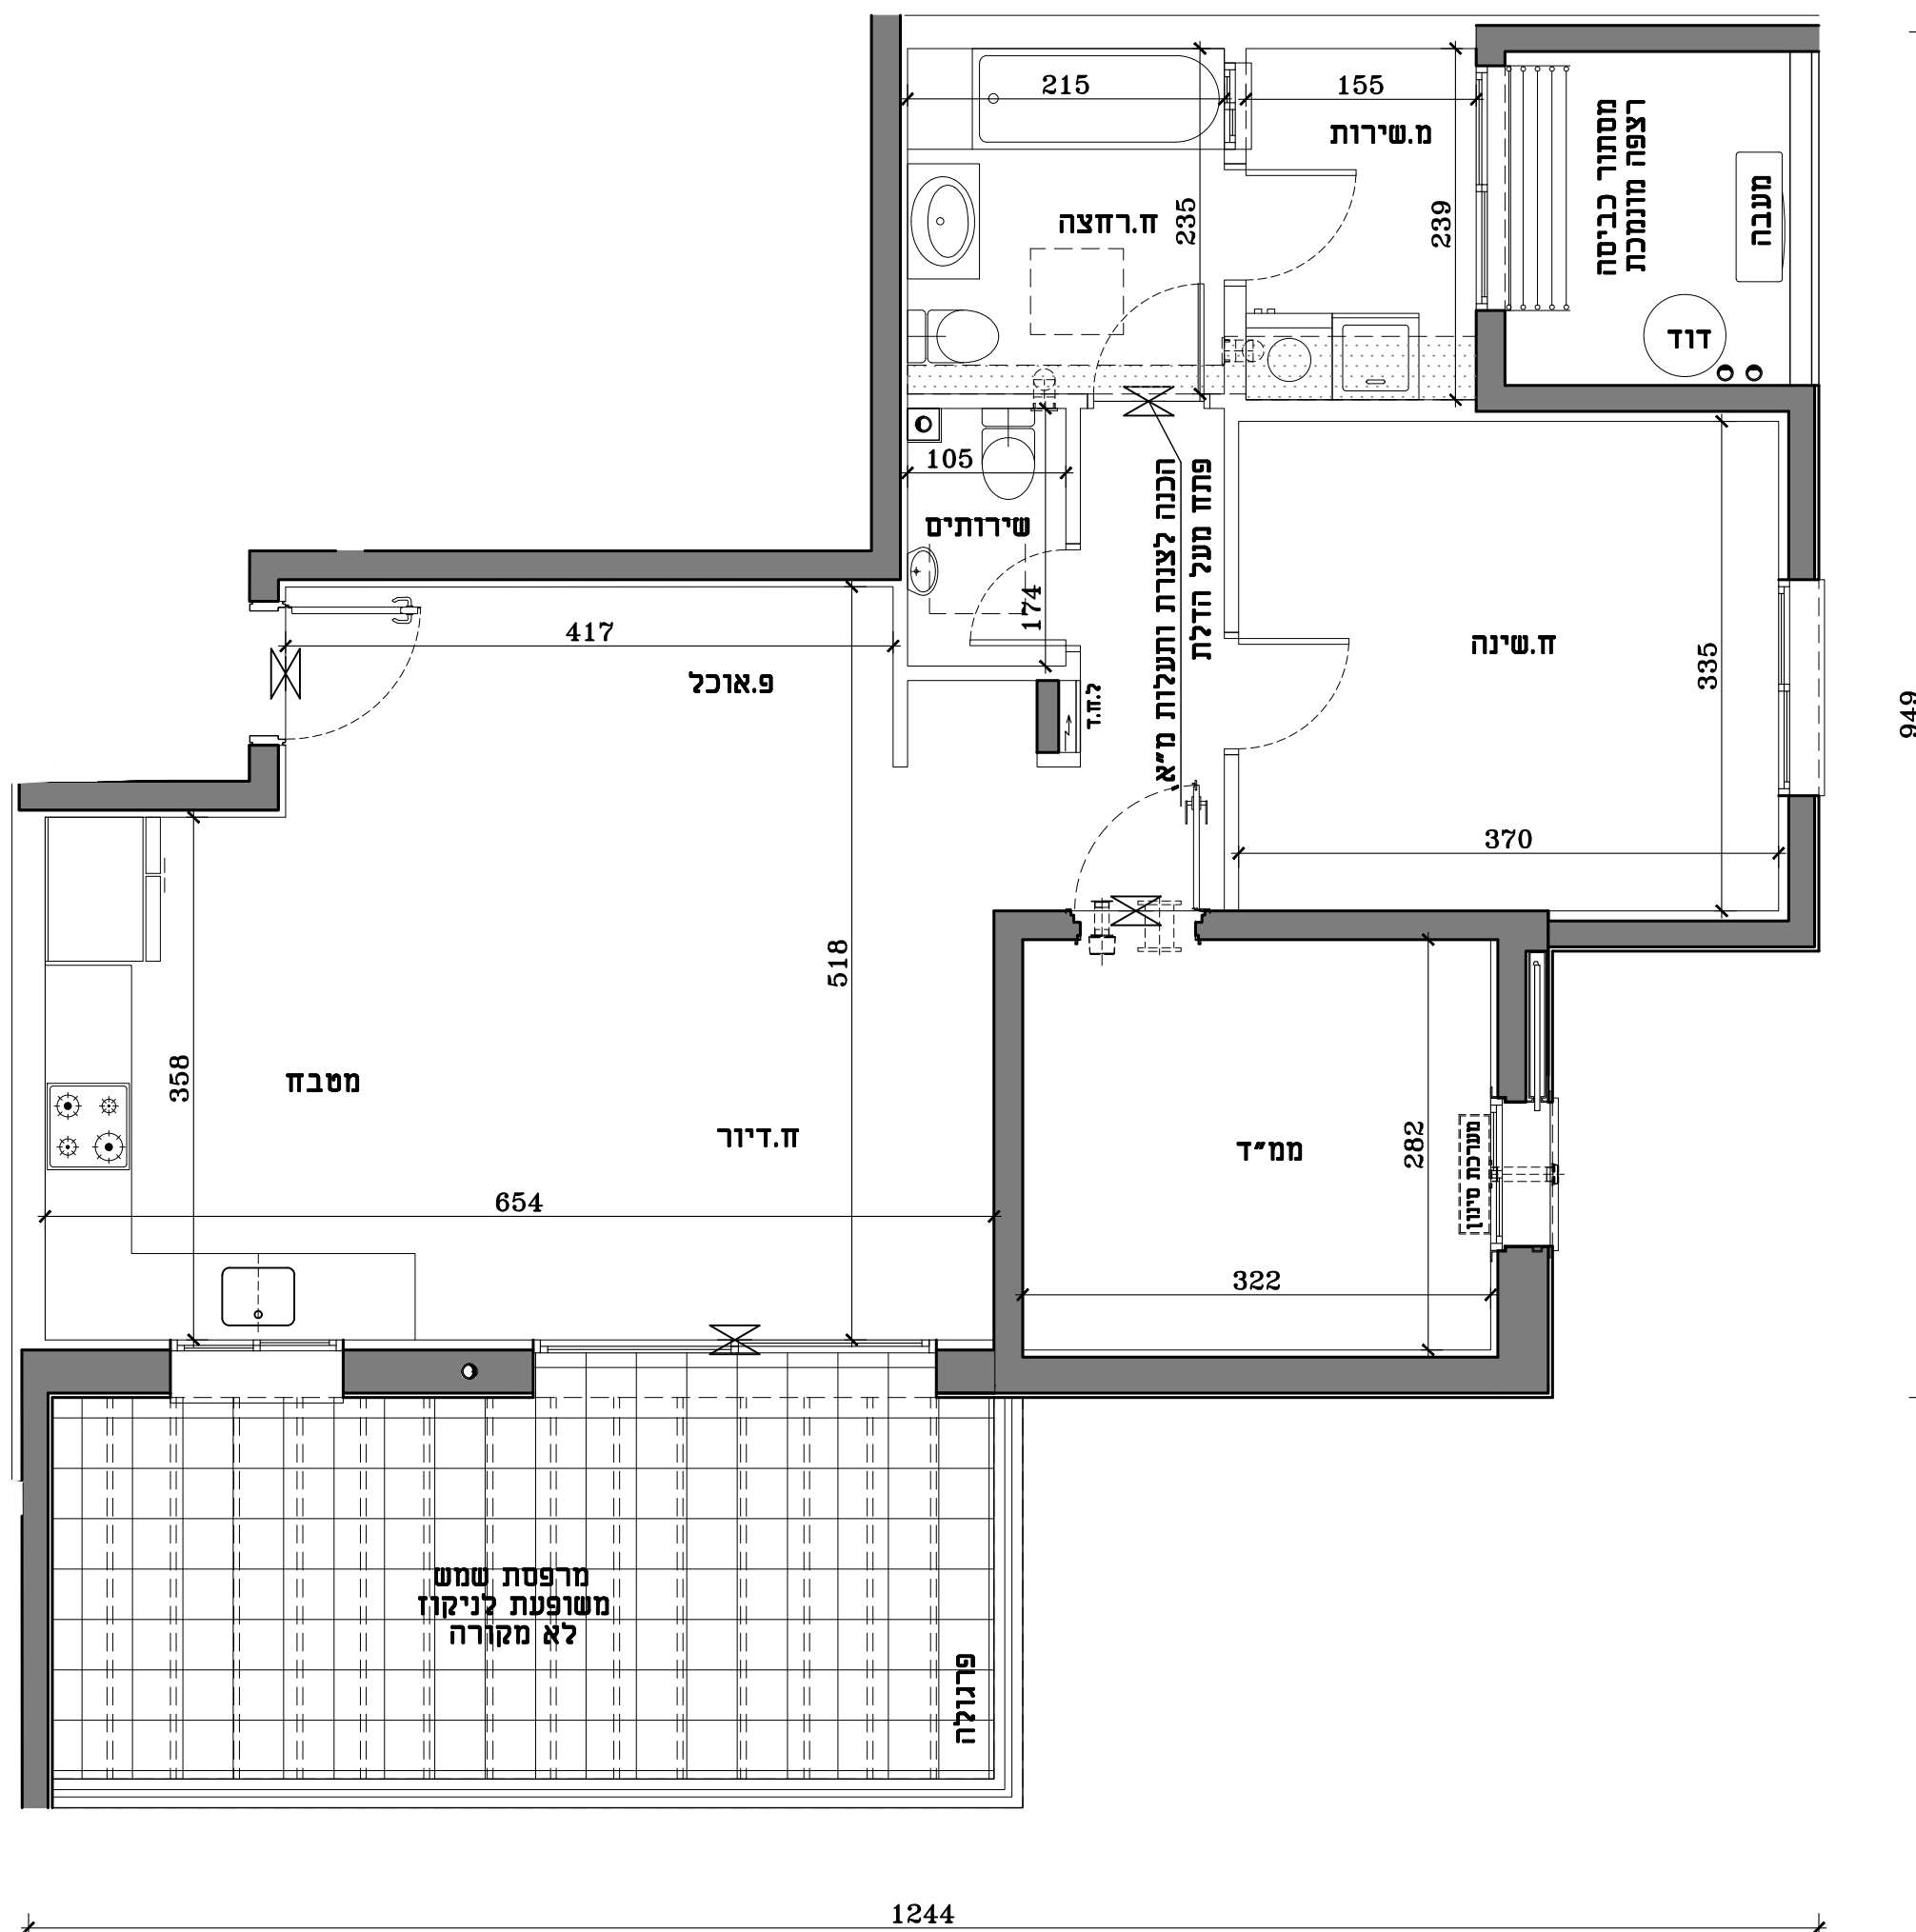 215
155
מ.שירות
מסתור כביסה
רצפה מונמכת
מעבה
ח.רחצה
235
239
דוד
105
שירותים
174
הכנה לצנרת ותעלות מ״א
פתח מעל הדלת
ח.שינה
335
949
417
פ.אוכל
ל.ח.ד
370
518
358
מטבח
ח.דיור
ממ״ד
282
מערכת סינון
654
322
מרפסת שמש
משופעת לניקוז
לא מקורה
פרגולה
1244